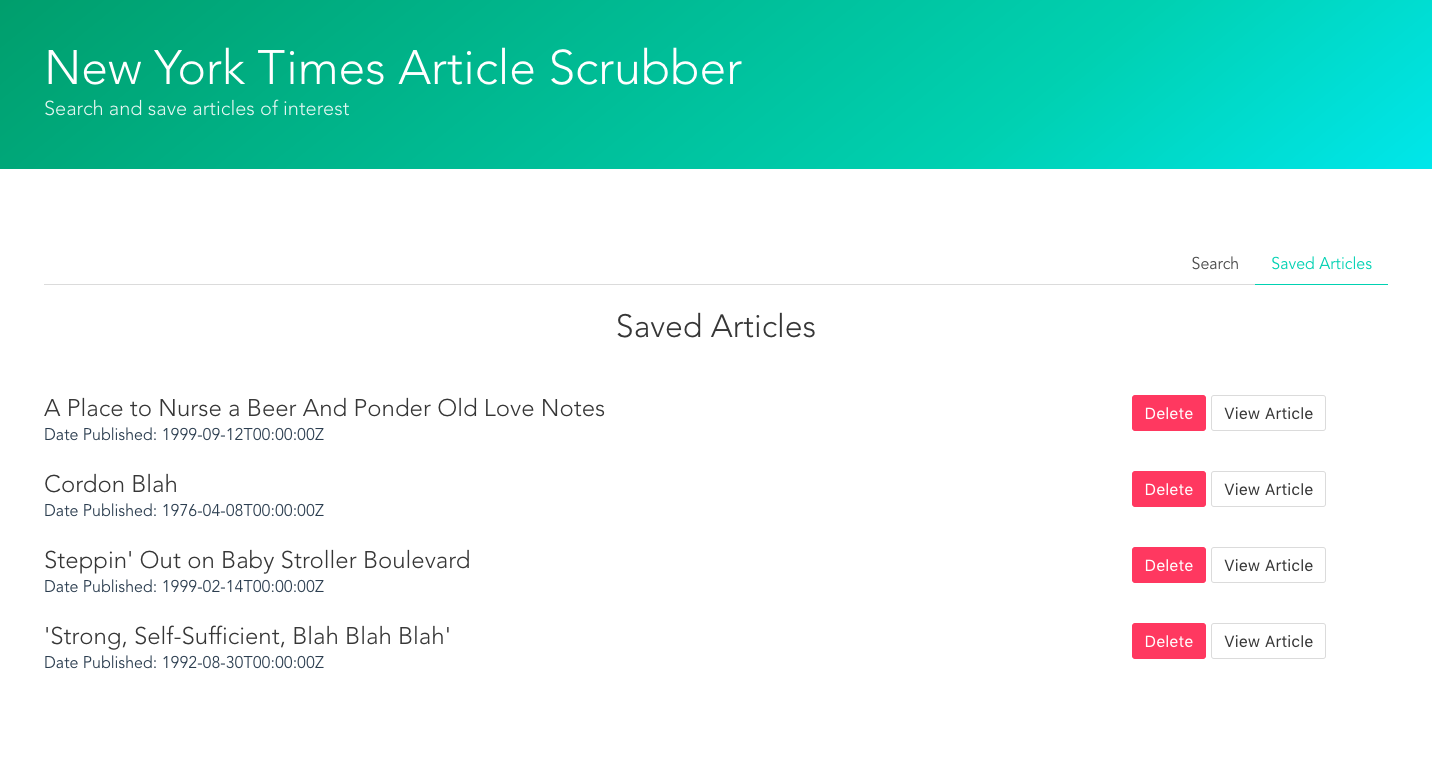 New York Times Article Scrubber
Search and save articles of interest
Search Saved Articles
Saved Articles
A Place to Nurse a Beer And Ponder Old Love Notes
Date Published: 1999-09-12T00:00:00Z
Delete View Article
Cordon Blah
Date Published: 1976-04-08T00:00:00Z
Delete View Article
Steppin' Out on Baby Stroller Boulevard
Date Published: 1999-02-14T00:00:00Z
Delete View Article
'Strong, Self-Sufficient, Blah Blah Blah'
Date Published: 1992-08-30T00:00:00Z
Delete View Article